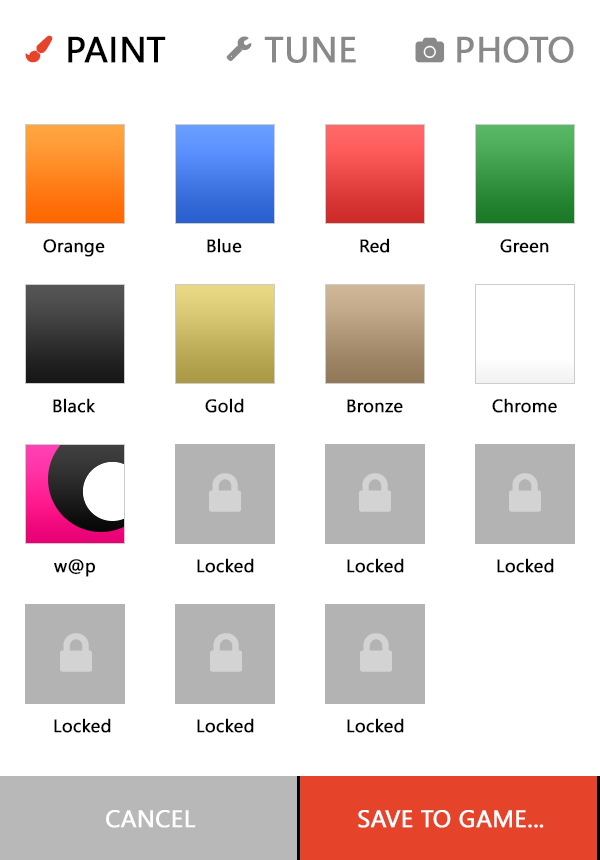 PAINT TUNE PHOTO
Orange Blue Red Green
Black Gold Bronze Chrome
w@p Locked Locked Locked
Locked Locked Locked
CANCEL SAVE TO GAME...